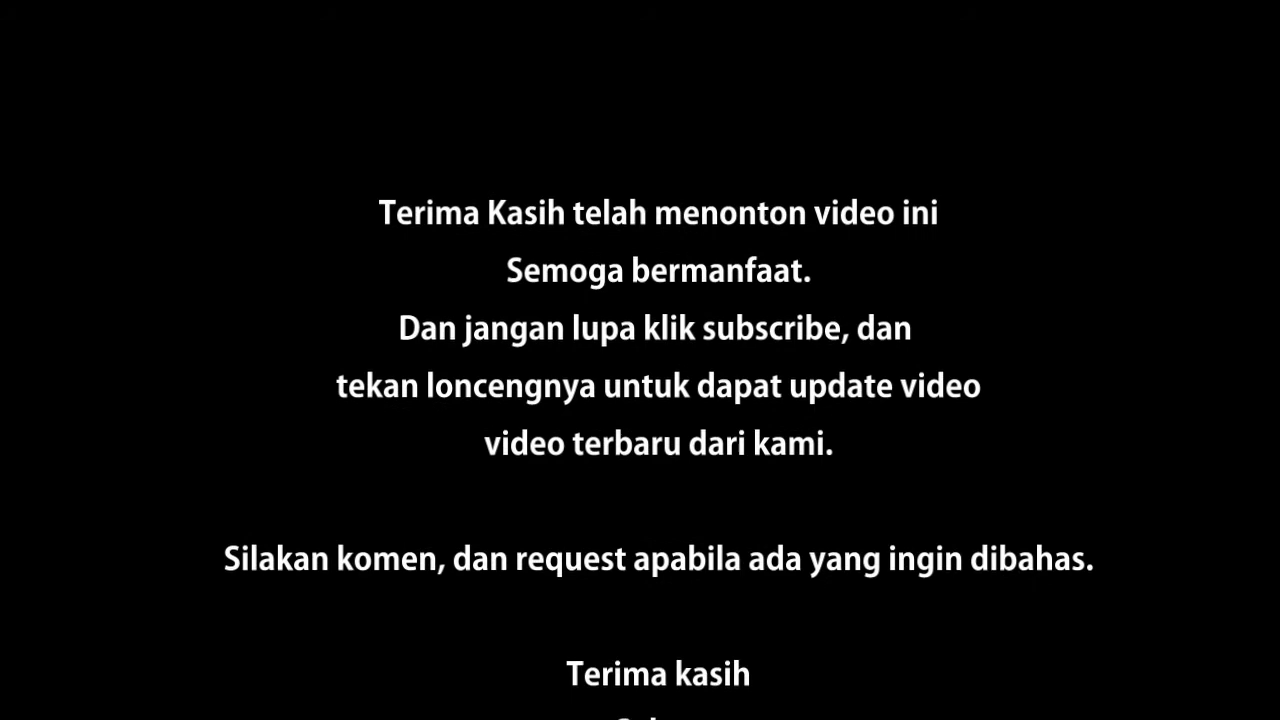 Terima Kasih telah menonton video ini
Semoga bermanfaat.
Dan jangan lupa klik subscribe, dan
tekan loncengnya untuk dapat update video
video terbaru dari kami.
Silakan komen, dan request apabila ada yang ingin dibahas.
Terima kasih